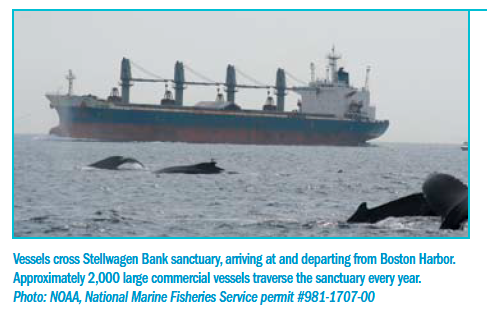 Vessels cross Stellwagen Bank sanctuary, arriving at and departing from Boston Harbor.
Approximately 2,000 large commercial vessels traverse the sanctuary every year.
Photo: NOAA, National Marine Fisheries Service permit #981-1707-00